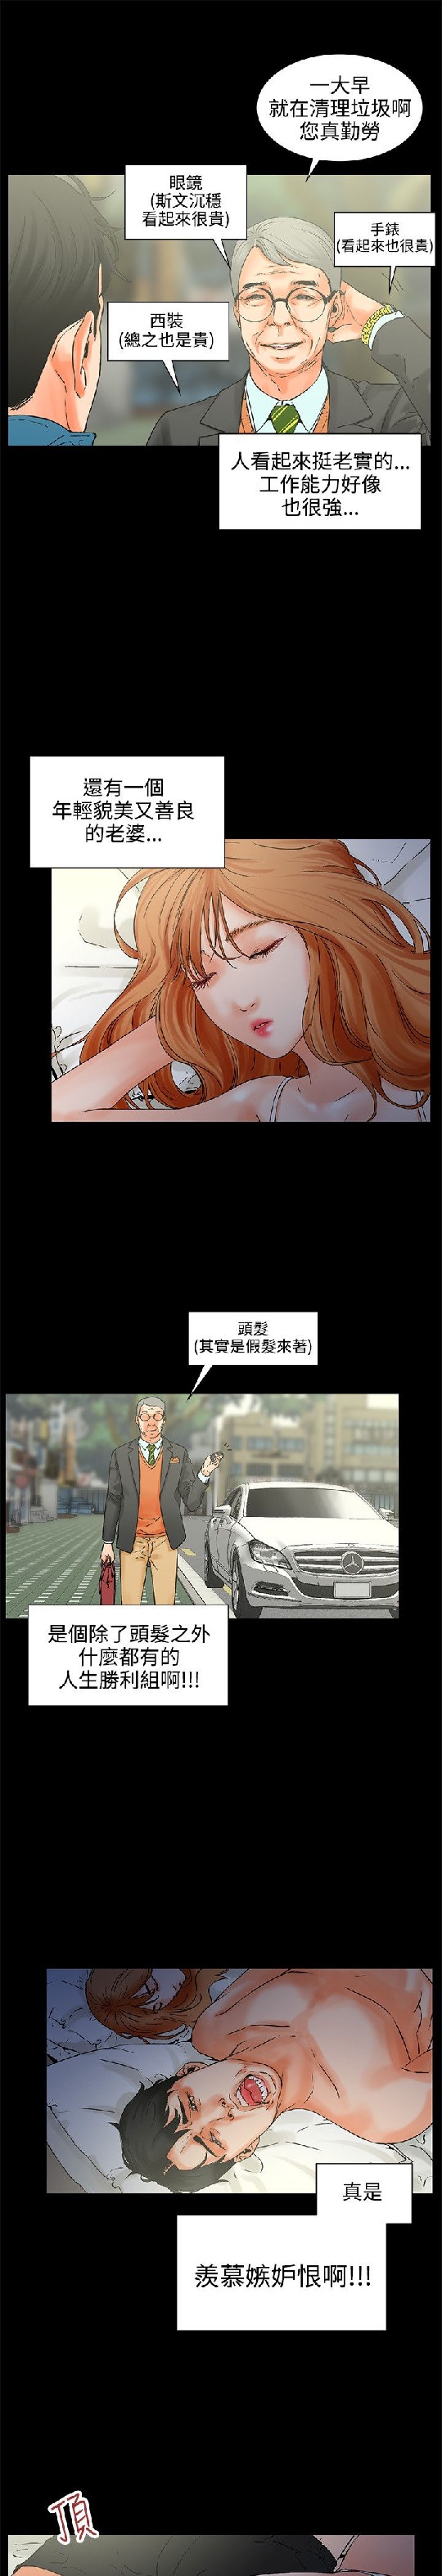 一大早
就在清理垃圾啊
您真勤勞
眼鏡
(斯文沉穩
看起來很貴)
手錶
(看起來也很貴)
西裝
(總之也是貴)
人看起來挺老實的...
工作能力好像
也很強...
還有一個
年輕貌美又善良
的老婆...
頭髮
(其實是假髮來著)
是個除了頭髮之外
什麼都有的
人生勝利組啊!!!
真是
羨慕嫉妒恨啊!!!
頂